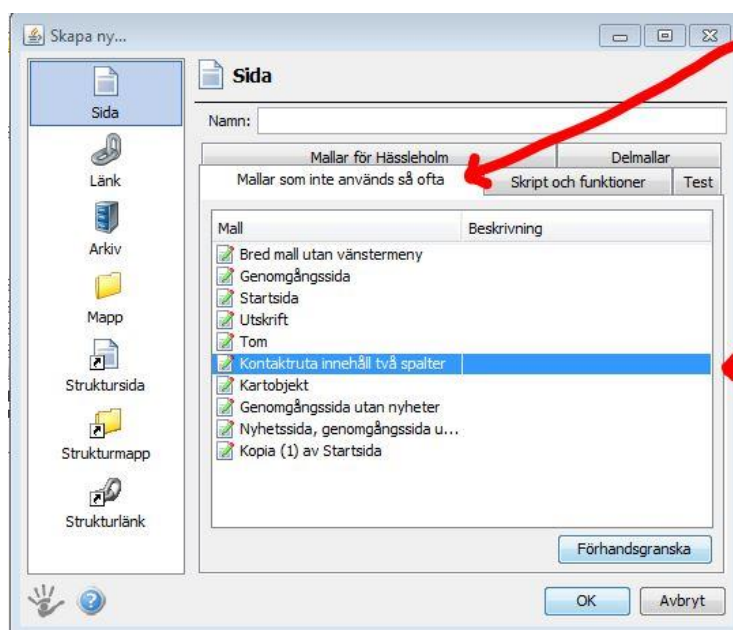 Skapa ny...
Sida
Länk
Arkiv
Mapp
Struktursida
Strukturmapp
Strukturlänk
Sida
Namn:
Mallar för Hässleholm
Delmallar
Mallar som inte används så ofta
Skript och funktioner
Test
Mall
Beskrivning
Bred mall utan vänstermeny
Genomgångssida
Startsida
Utskrift
Tom
Kontaktruta innehåll två spalter
Kartobjekt
Genomgångssida utan nyheter
Nyhetssida, genomgångssida u...
Kopia (1) av Startsida
Förhandsgranska
OK
Avbryt